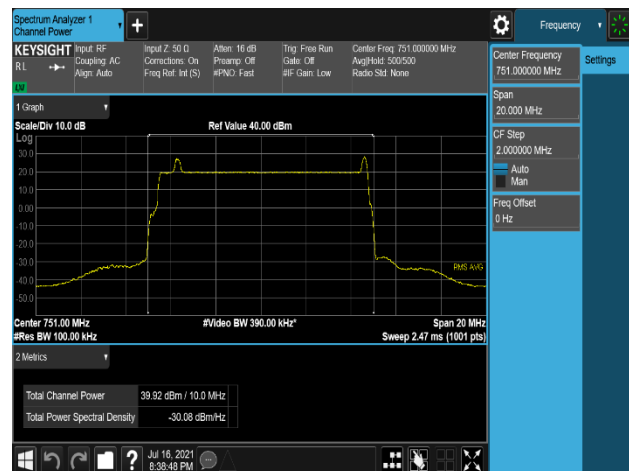 Spectrum Analyzer 1
Channel Power
+
Frequency
KEYSIGHT
RL
LV
Input: RF
Coupling: AC
Align: Auto
Input Z: 50 Ω
Corrections: On
Freq Ref: Int (S)
Atten: 16 dB
Preamp: Off
#PNO: Fast
Trig: Free Run
Gate: Off
#IF Gain: Low
Center Freq: 751.000000 MHz
Avg|Hold: 500/500
Radio Std: None
Center Frequency
751.000000 MHz
Settings
Span
20.000 MHz
CF Step
2.000000 MHz
Auto
Man
Freq Offset
0 Hz
1 Graph
Scale/Div 10.0 dB
Ref Value 40.00 dBm
Log
30.0
20.0
10.0
0.00
-10.0
-20.0
-30.0
-40.0
-50.0
RMS AVG
Center 751.00 MHz
#Video BW 390.00 kHz*
Span 20 MHz
#Res BW 100.00 kHz
Sweep 2.47 ms (1001 pts)
2 Metrics
Total Channel Power 39.92 dBm / 10.0 MHz
Total Power Spectral Density -30.08 dBm/Hz
?
Jul 16, 2021
8:38:48 PM